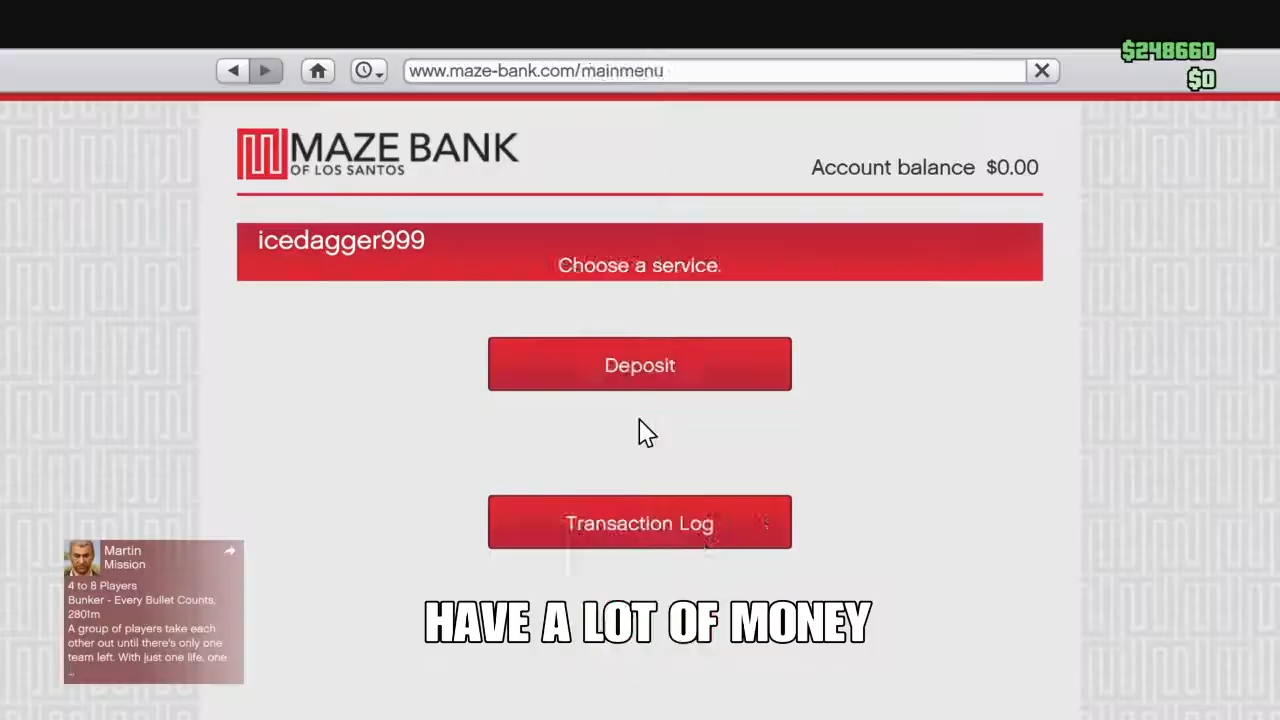 $248660
$0
www.maze-bank.com/mainmenu
MAZE BANK
OF LOS SANTOS
Account balance $0.00
icedagger999
Choose a service.
Deposit
Transaction Log
Martin
Mission
4 to 8 Players
Bunker - Every Bullet Counts,
2801m
A group of players take each
other out until there's only one
team left. With just one life, one
...
HAVE A LOT OF MONEY